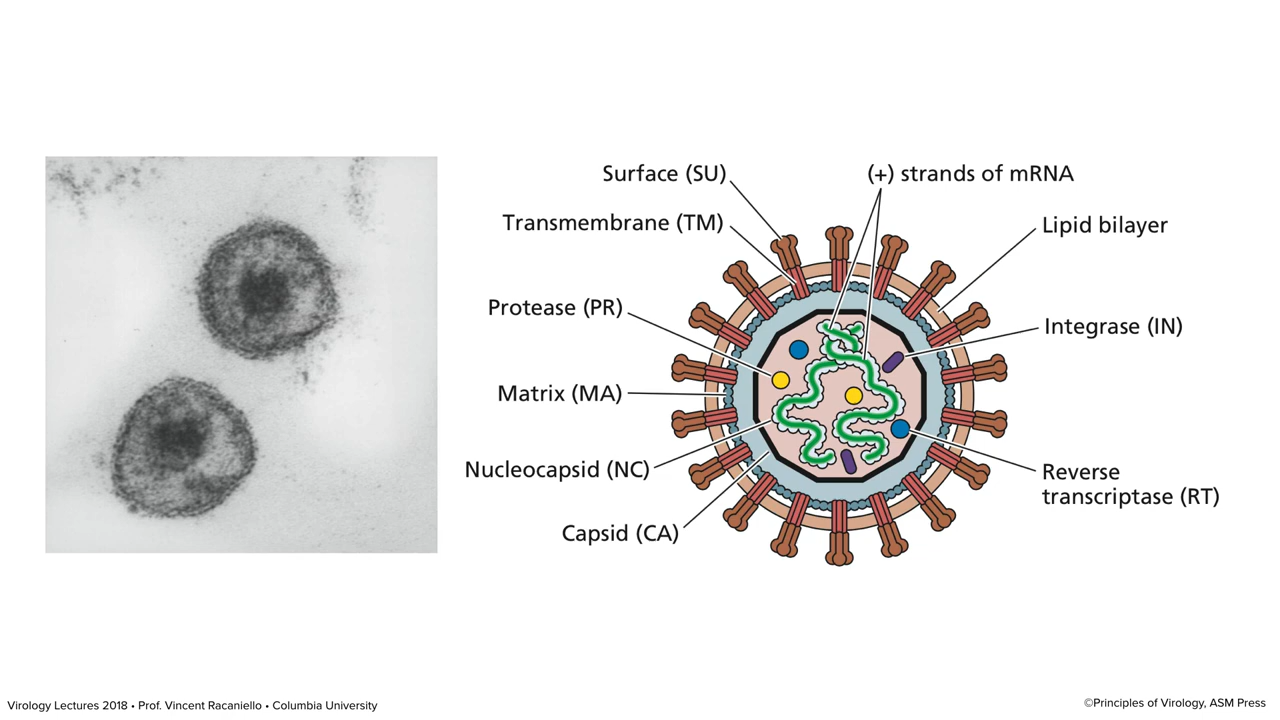 Surface (SU)
(+) strands of mRNA
Transmembrane (TM)
Lipid bilayer
Protease (PR)
Integrase (IN)
Matrix (MA)
Nucleocapsid (NC)
Reverse
transcriptase (RT)
Capsid (CA)
Virology Lectures 2018 • Prof. Vincent Racaniello • Columbia University
©Principles of Virology, ASM Press